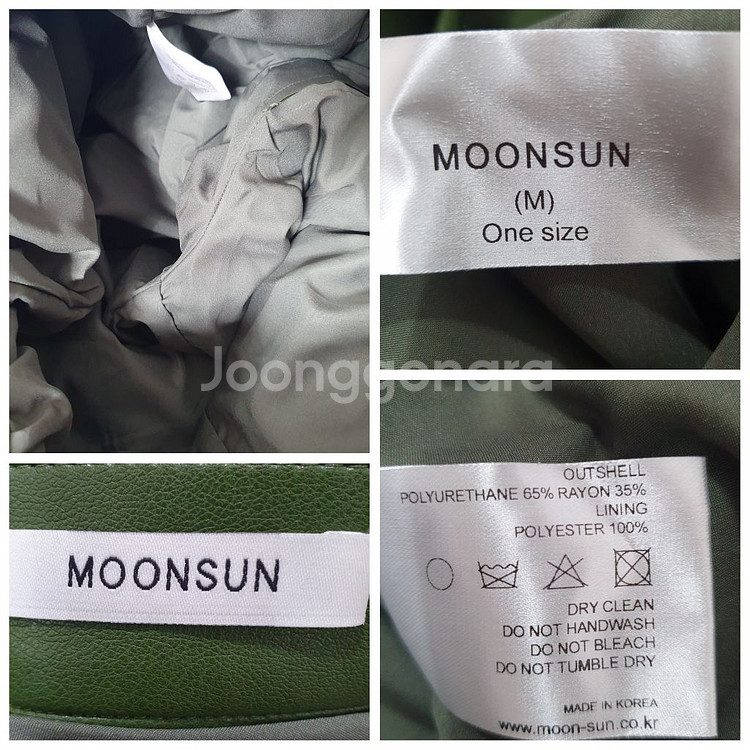 MOONSUN
(M)
One size
Joonggonara
MOONSUN
OUTSHELL
POLYURETHANE 65% RAYON 35%
LINING
POLYESTER 100%
DRY CLEAN
DO NOT HANDWASH
DO NOT BLEACH
DO NOT TUMBLE DRY
MADE IN KOREA
www.moon-sun.co.kr